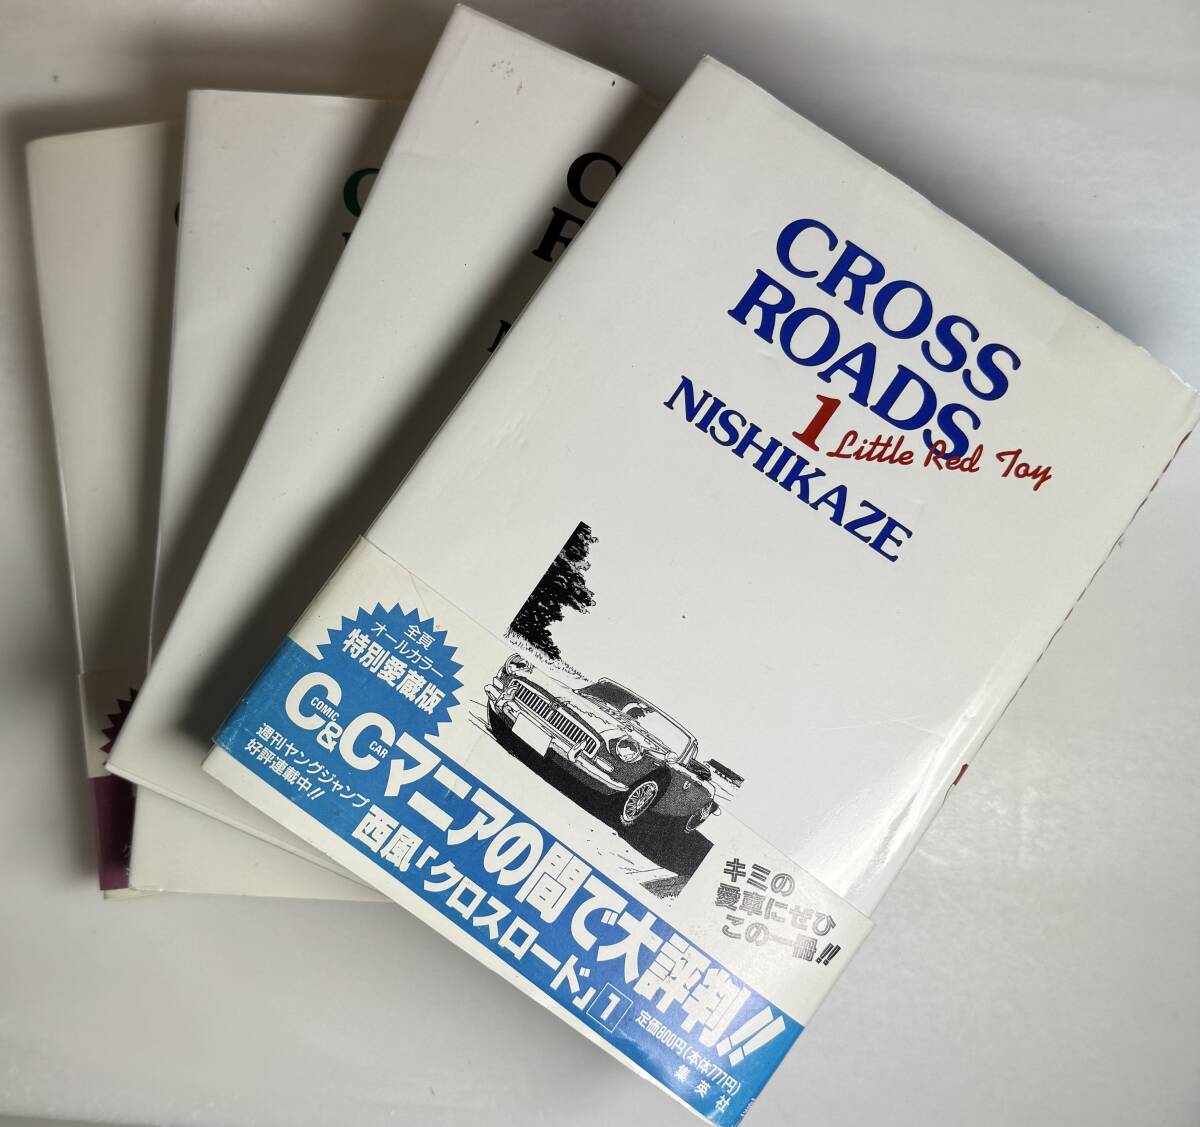 CROSS
ROADS
1 Little Red Toy
NISHIKAZE
全頁
オールカラー
特別愛蔵版
C&Cマニアの間で大評判!!
COMIC
CAR
週刊ヤングジャンプ
好評連載中!!
西風「クロスロード」1
キミの
愛車にぜひ
この一冊!!
定価800円(本体777円)
集英社
C
R
C